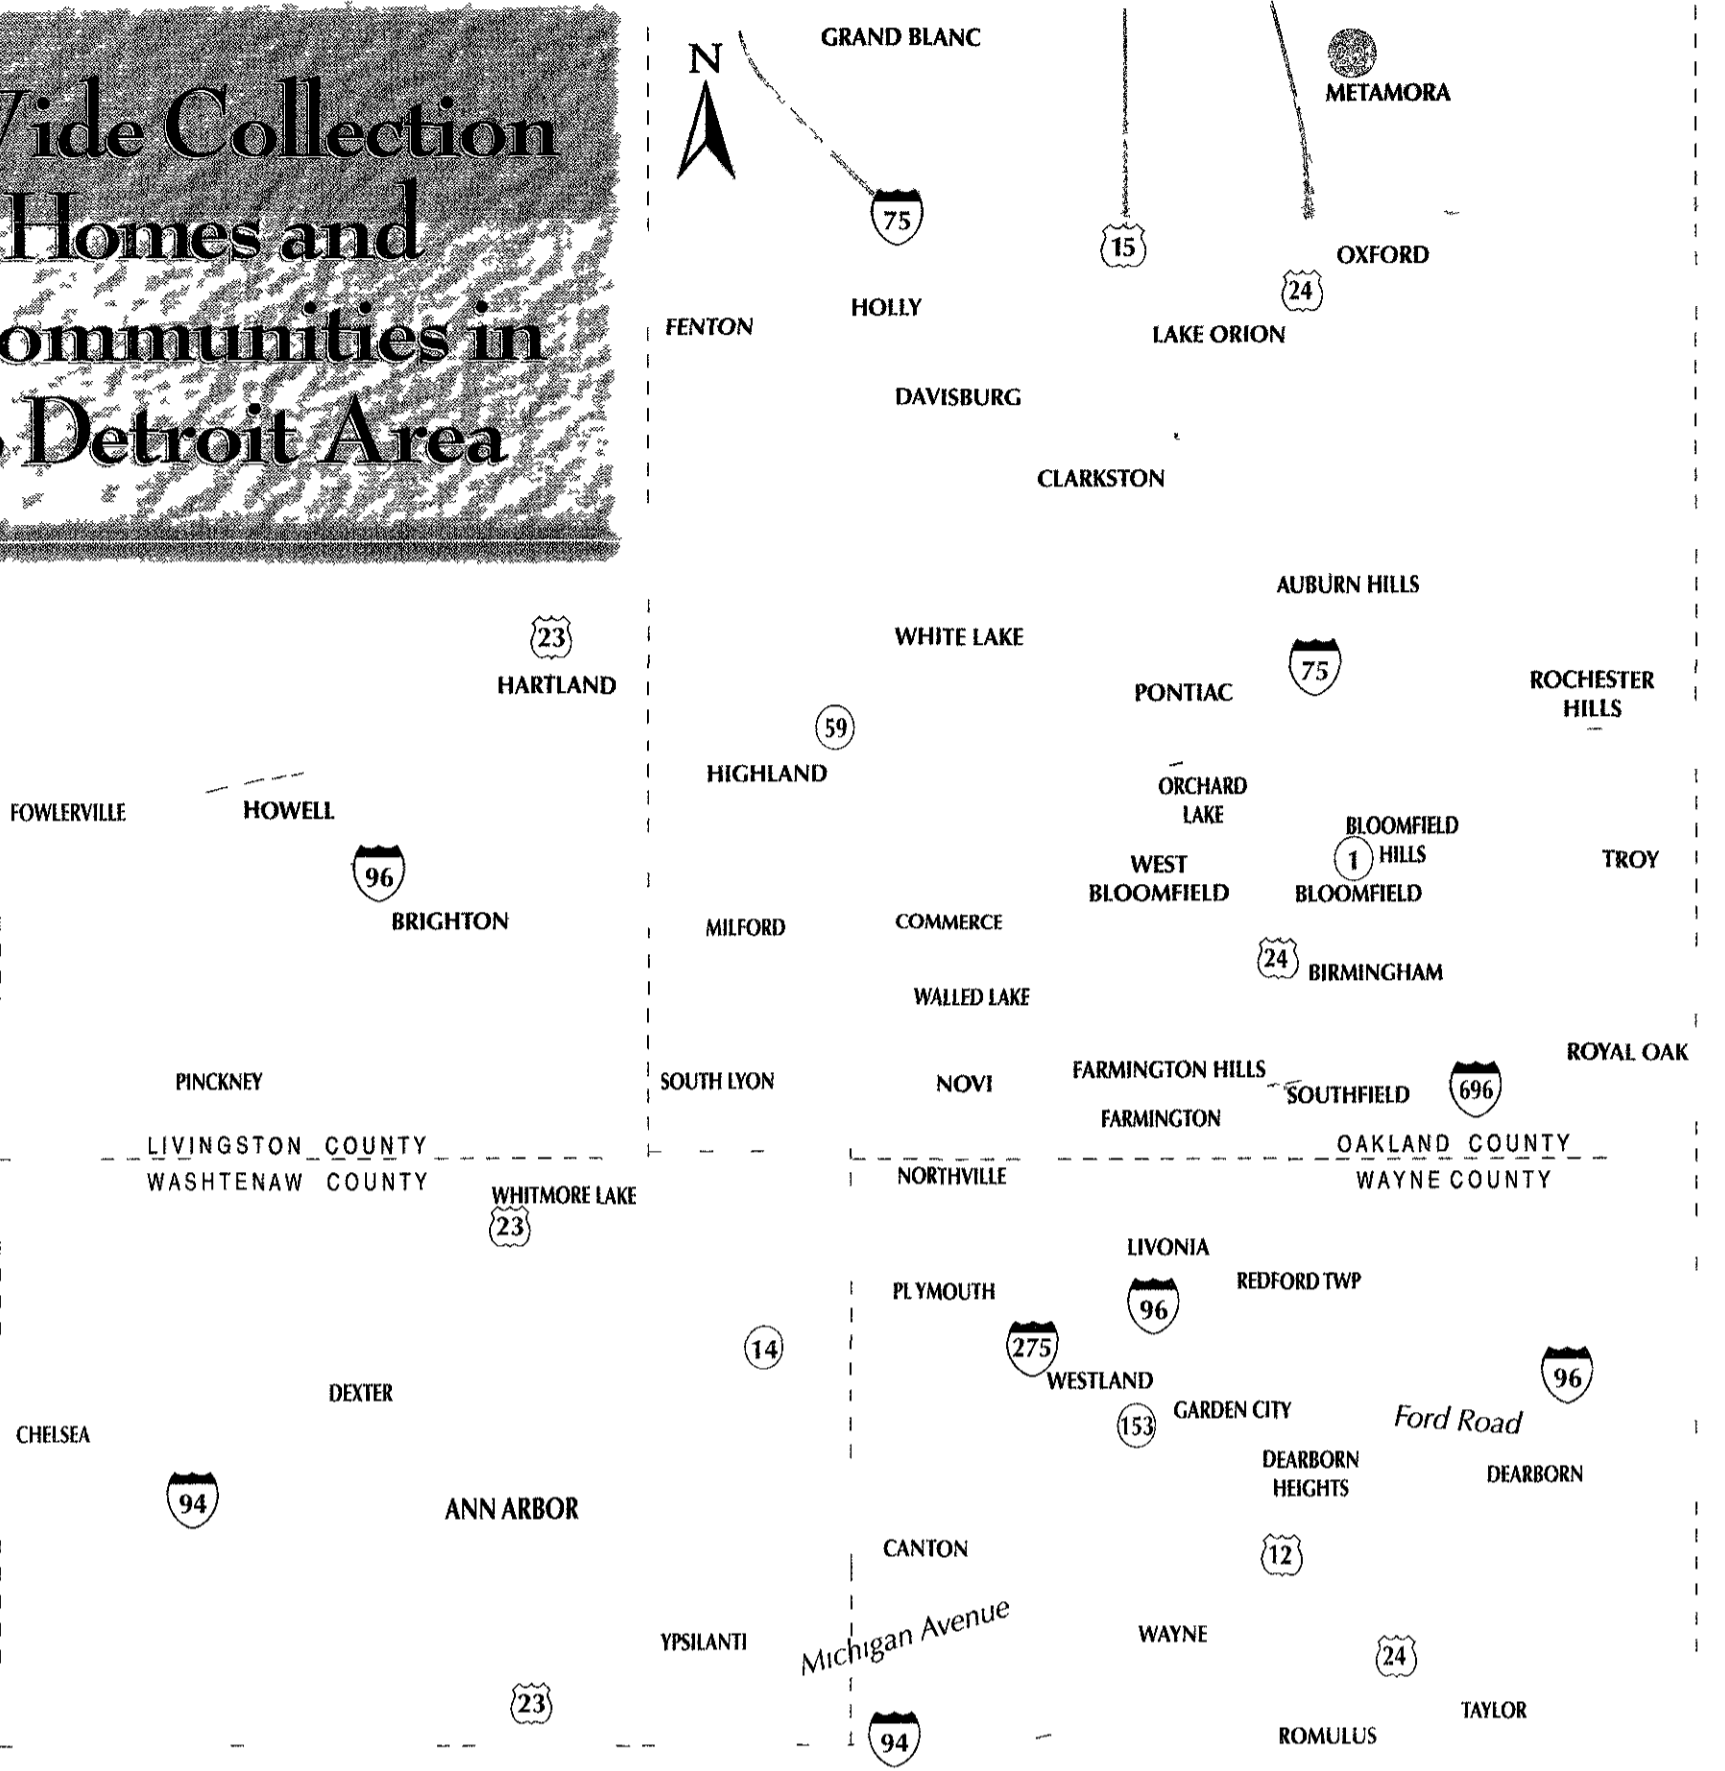 ide Collection
Homes and
ommunities in
Detroit Area
N
GRAND BLANC
METAMORA
75
15
24
OXFORD
HOLLY
FENTON
LAKE ORION
DAVISBURG
CLARKSTON
AUBURN HILLS
23
HARTLAND
WHITE LAKE
75
PONTIAC
ROCHESTER
HILLS
59
HIGHLAND
ORCHARD
LAKE
FOWLERVILLE
HOWELL
BLOOMFIELD
HILLS
1
BLOOMFIELD
TROY
WEST
BLOOMFIELD
96
BRIGHTON
MILFORD
COMMERCE
24
BIRMINGHAM
WALLED LAKE
ROYAL OAK
PINCKNEY
SOUTH LYON
NOVI
FARMINGTON HILLS
SOUTHFIELD
696
FARMINGTON
LIVINGSTON COUNTY
WASHTENAW COUNTY
OAKLAND COUNTY
WAYNE COUNTY
NORTHVILLE
WHITMORE LAKE
23
LIVONIA
PLYMOUTH
96
REDFORD TWP
14
275
WESTLAND
96
DEXTER
CHELSEA
153
GARDEN CITY
Ford Road
DEARBORN
HEIGHTS
DEARBORN
94
ANN ARBOR
CANTON
12
YPSILANTI
Michigan Avenue
WAYNE
24
23
TAYLOR
94
ROMULUS